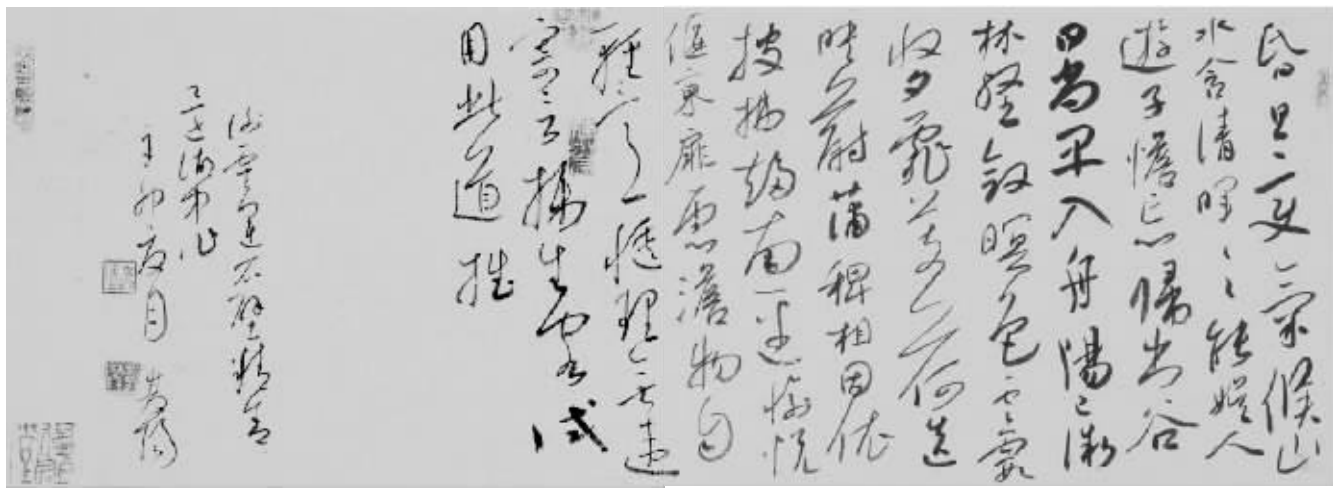 昏旦變氣候山
水含清暉々能娛人
遊子憺忘歸出谷
日尚早入舟陽已微
林壑斂暝色雲霞
收夕霏芰荷迭
映蔚蒲稗相因依
披拂趨南逕愉悅
偃東扉慮澹物自
輕意愜理無違
寄言攝生客試
用此道推
謝靈運石壁精舍
還湖中作
卯夏日